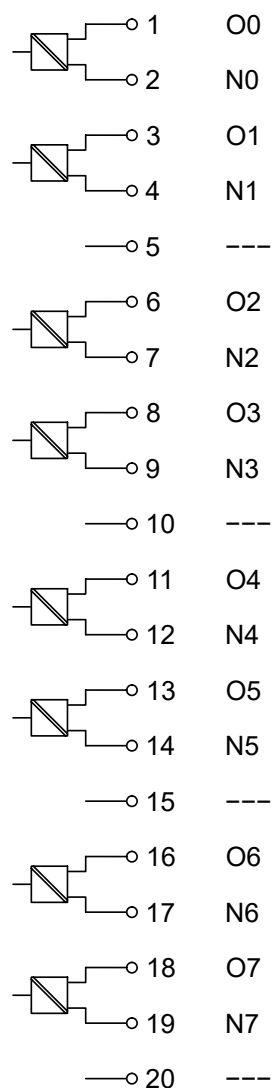 1 O0
2 N0
3 O1
4 N1
5 ---
6 O2
7 N2
8 O3
9 N3
10 ---
11 O4
12 N4
13 O5
14 N5
15 ---
16 O6
17 N6
18 O7
19 N7
20 ---